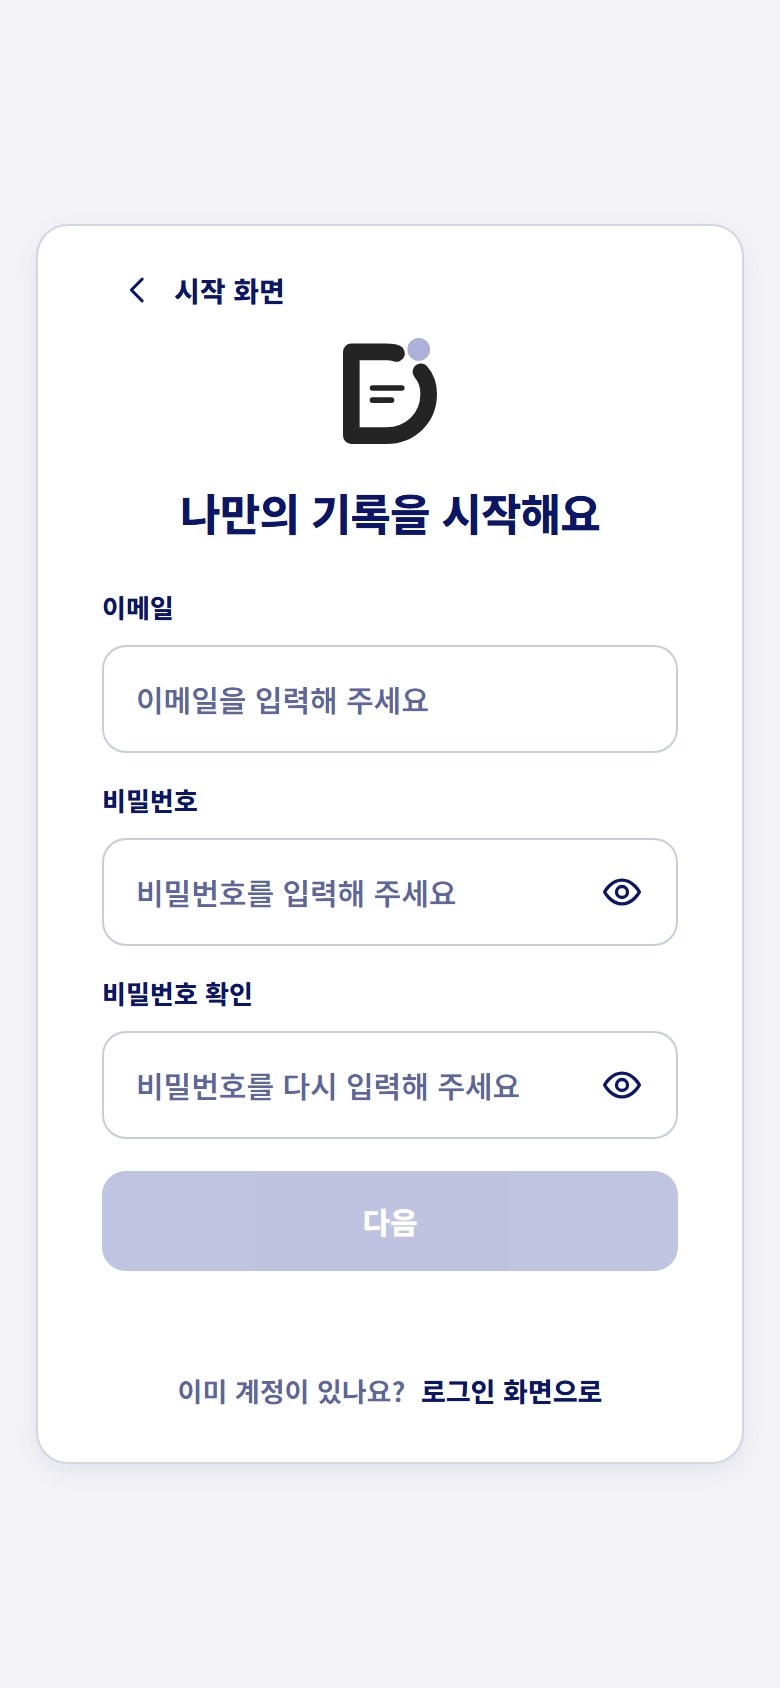 시작 화면
나만의 기록을 시작해요
이메일
이메일을 입력해 주세요
비밀번호
비밀번호를 입력해 주세요
비밀번호 확인
비밀번호를 다시 입력해 주세요
다음
이미 계정이 있나요? 로그인 화면으로